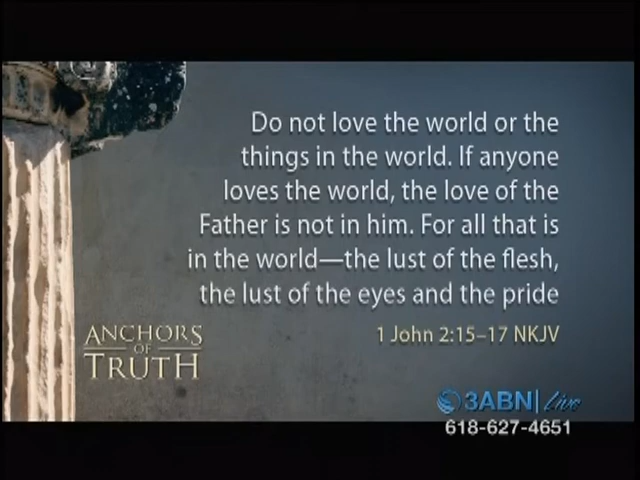 Do not love the world or the
things in the world. If anyone
loves the world, the love of the
Father is not in him. For all that is
in the world—the lust of the flesh,
the lust of the eyes and the pride
1 John 2:15–17 NKJV
ANCHORS
OF
TRUTH
3ABN Live
618-627-4651